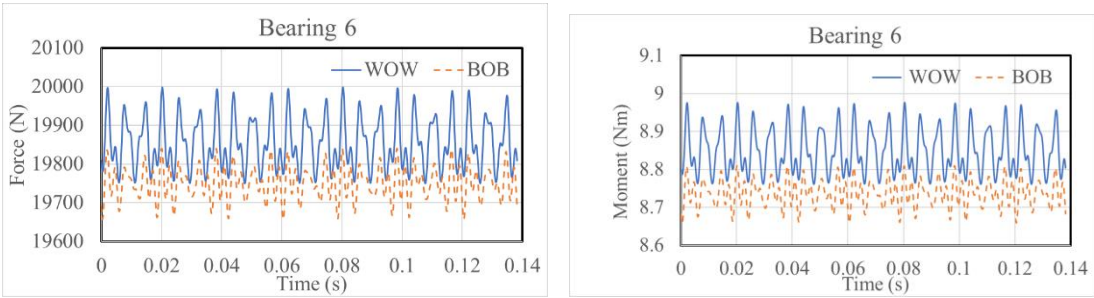 Bearing 6
20100
20000
19900
19800
19700
19600
Force (N)
WOW BOB
0 0.02 0.04 0.06 0.08 0.1 0.12 0.14
Time (s)
Bearing 6
9.1
9
8.9
8.8
8.7
8.6
Moment (Nm)
WOW BOB
0 0.02 0.04 0.06 0.08 0.1 0.12 0.14
Time (s)